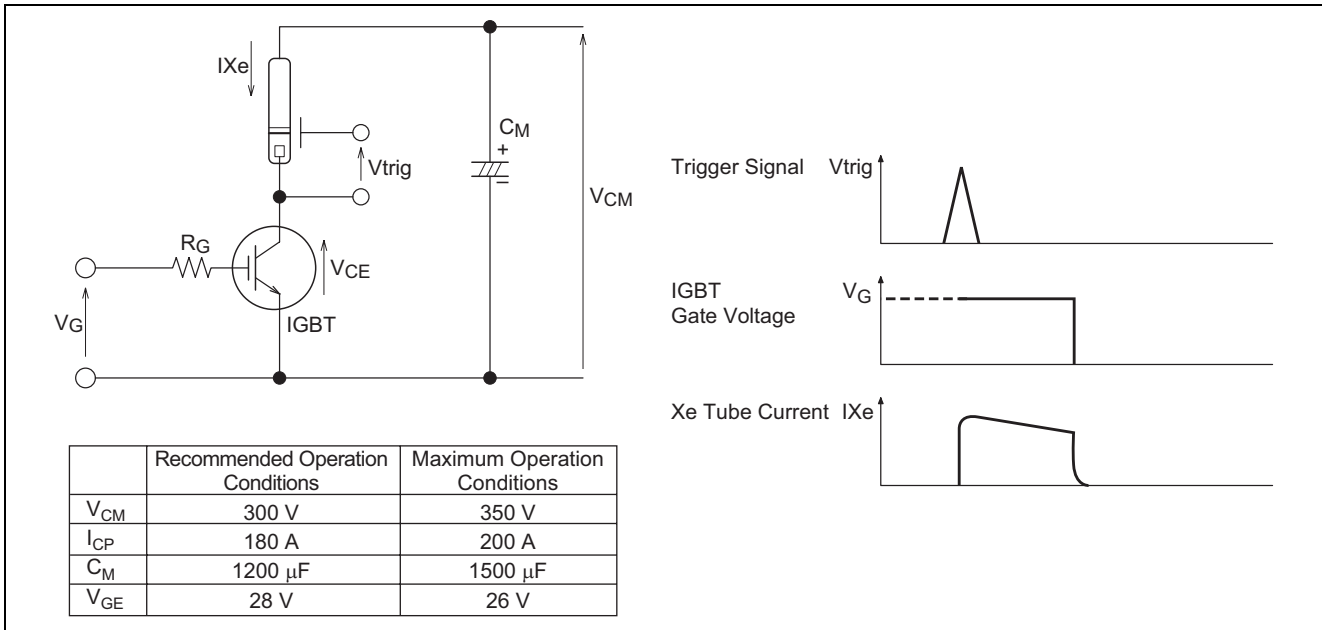 IXe
Vtrig
CM
VCM
RG
VCE
VG
IGBT
+
–
Recommended Operation Conditions
Maximum Operation Conditions
VCM 300 V 350 V
ICP 180 A 200 A
CM 1200 μF 1500 μF
VGE 28 V 26 V
Trigger Signal Vtrig
IGBT Gate Voltage VG
Xe Tube Current IXe